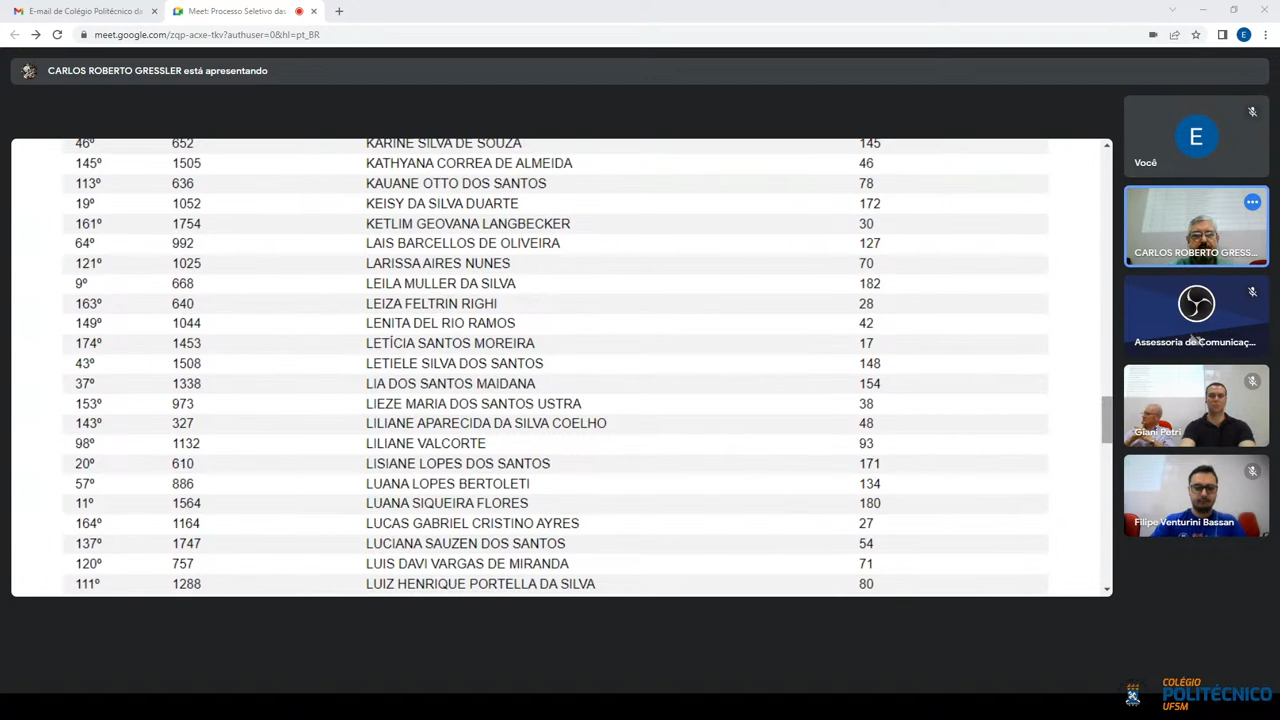 E-mail de Colégio Politécnico da
Meet: Processo Seletivo das
meet.google.com/zqp-acxe-tkv?authuser=0&hl=pt_BR
E
CARLOS ROBERTO GRESSLER está apresentando
46º 652 KARINE SILVA DE SOUZA 145
145º 1505 KATHYANA CORREA DE ALMEIDA 46
113º 636 KAUANE OTTO DOS SANTOS 78
19º 1052 KEISY DA SILVA DUARTE 172
161º 1754 KETLIM GEOVANA LANGBECKER 30
64º 992 LAIS BARCELLOS DE OLIVEIRA 127
121º 1025 LARISSA AIRES NUNES 70
9º 668 LEILA MULLER DA SILVA 182
163º 640 LEIZA FELTRIN RIGHI 28
149º 1044 LENITA DEL RIO RAMOS 42
174º 1453 LETÍCIA SANTOS MOREIRA 17
43º 1508 LETIELE SILVA DOS SANTOS 148
37º 1338 LIA DOS SANTOS MAIDANA 154
153º 973 LIEZE MARIA DOS SANTOS USTRA 38
143º 327 LILIANE APARECIDA DA SILVA COELHO 48
98º 1132 LILIANE VALCORTE 93
20º 610 LISIANE LOPES DOS SANTOS 171
57º 886 LUANA LOPES BERTOLETI 134
11º 1564 LUANA SIQUEIRA FLORES 180
164º 1164 LUCAS GABRIEL CRISTINO AYRES 27
137º 1747 LUCIANA SAUZEN DOS SANTOS 54
120º 757 LUIS DAVI VARGAS DE MIRANDA 71
111º 1288 LUIZ HENRIQUE PORTELLA DA SILVA 80
E
Você
CARLOS ROBERTO GRESS...
Assessoria de Comunicaç...
Giani Petri
Filipe Venturini Bassan
COLÉGIO
POLITÉCNICO
UFSM